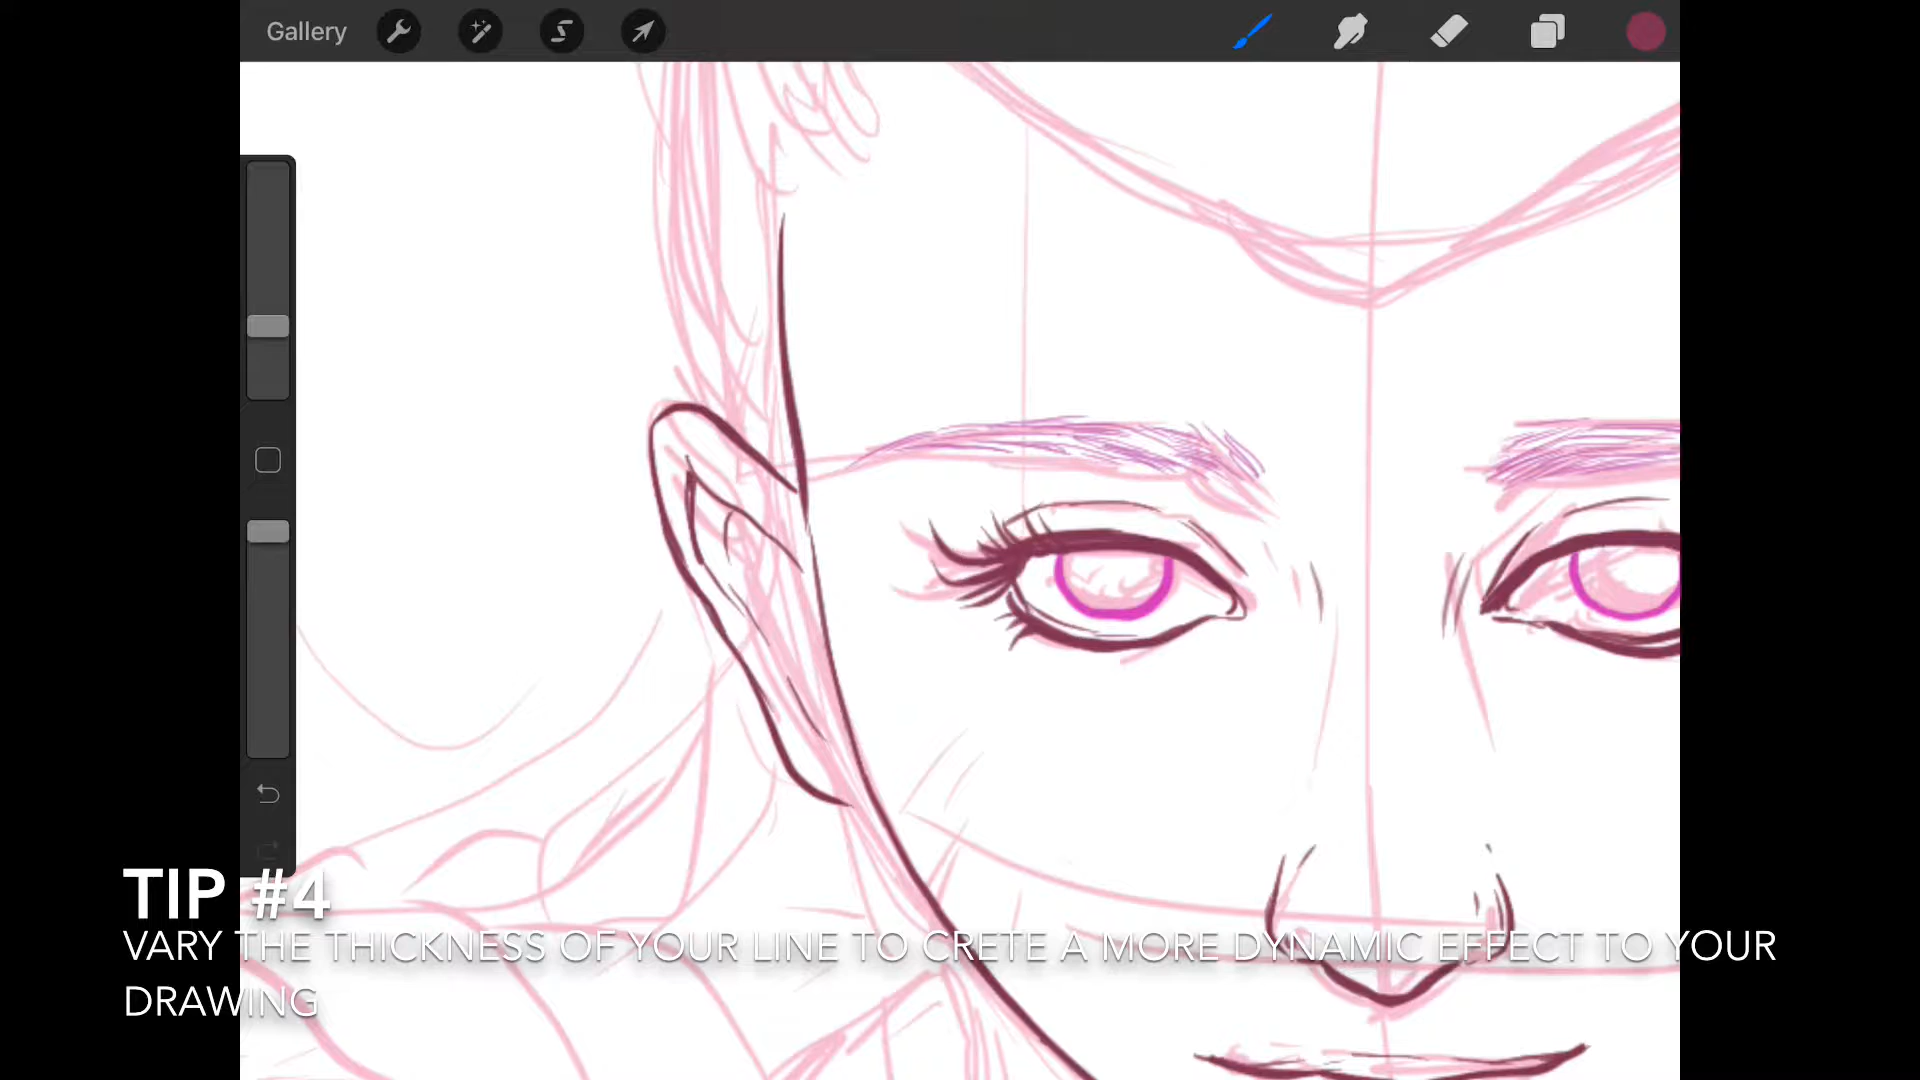 Gallery
TIP #4
VARY THE THICKNESS OF YOUR LINE TO CRETE A MORE DYNAMIC EFFECT TO YOUR
DRAWING